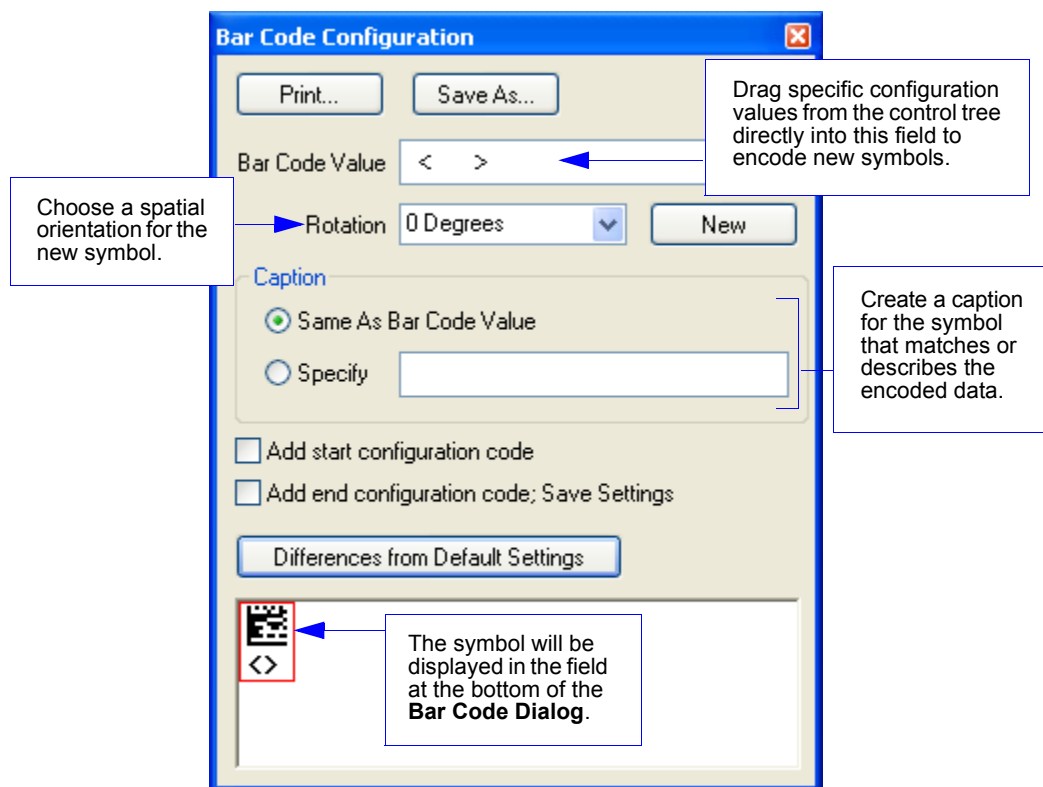 Bar Code Configuration
Print...
Save As...
Drag specific configuration
values from the control tree
directly into this field to
encode new symbols.
Bar Code Value
< >
Choose a spatial
orientation for the
new symbol.
Rotation
0 Degrees
New
Caption
Same As Bar Code Value
Specify
Create a caption
for the symbol
that matches or
describes the
encoded data.
Add start configuration code
Add end configuration code; Save Settings
Differences from Default Settings
<>
The symbol will be
displayed in the field
at the bottom of the
Bar Code Dialog.